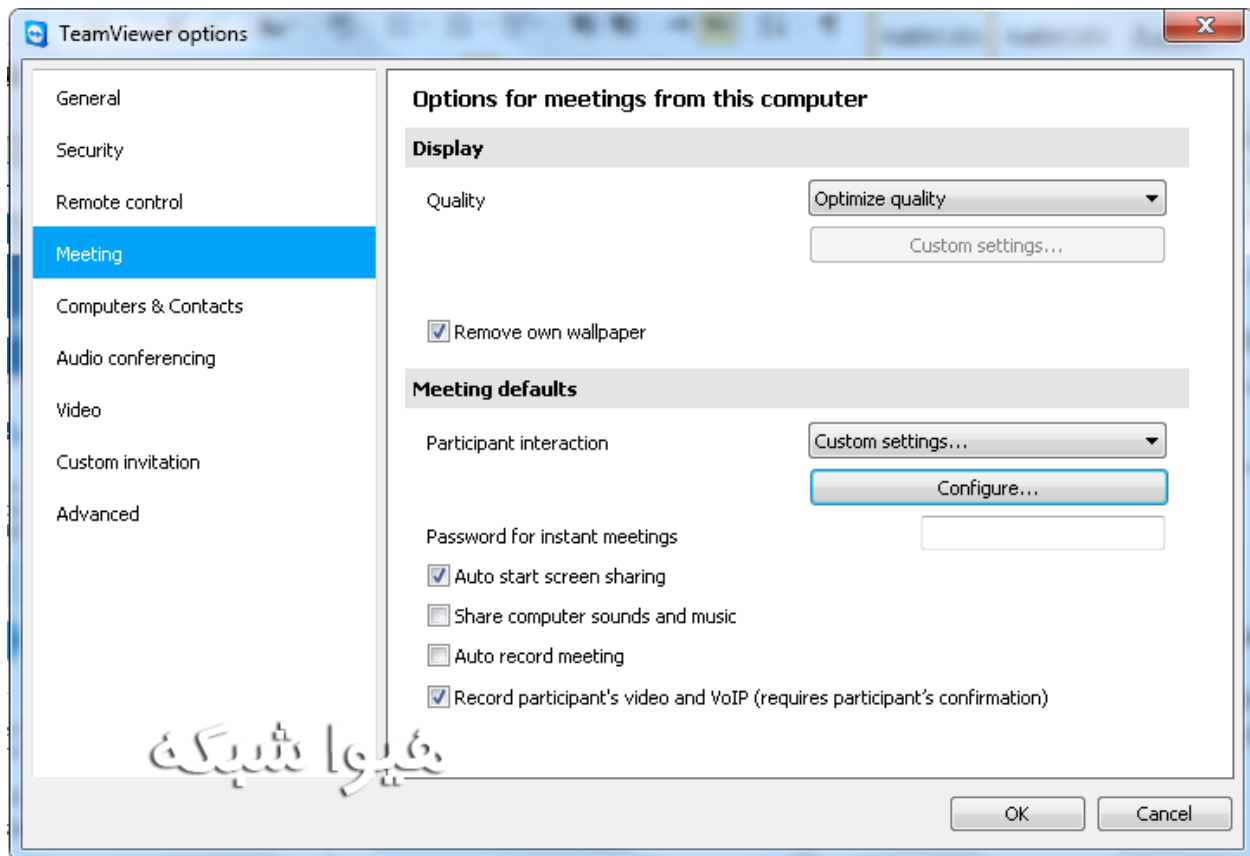 TeamViewer options
General
Security
Remote control
Meeting
Computers & Contacts
Audio conferencing
Video
Custom invitation
Advanced
Options for meetings from this computer
Display
Quality
Optimize quality
Custom settings...
Remove own wallpaper
Meeting defaults
Participant interaction
Custom settings...
Configure...
Password for instant meetings
Auto start screen sharing
Share computer sounds and music
Auto record meeting
Record participant's video and VoIP (requires participant's confirmation)
هیوا شبکه
OK
Cancel